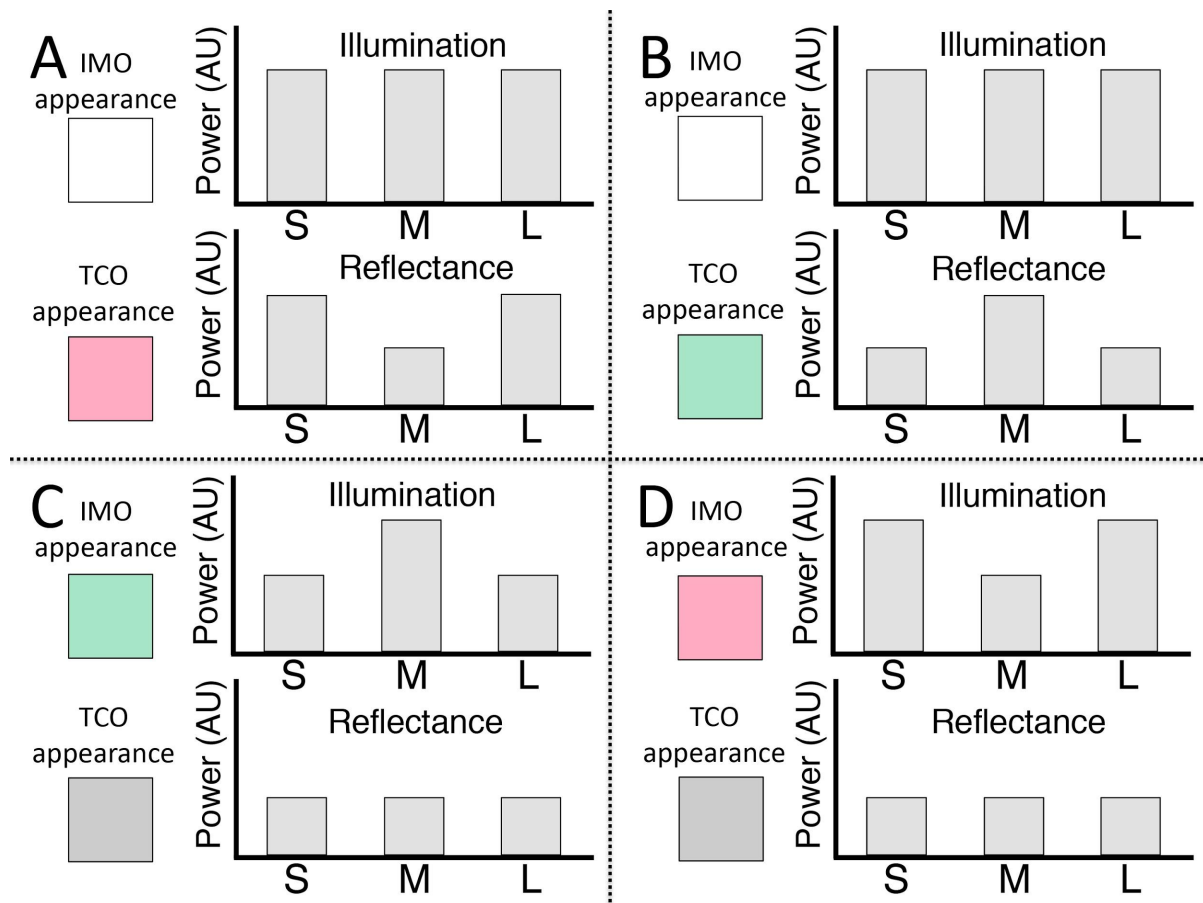 A
IMO
appearance
Illumination
Power (AU)
S M L
TCO
appearance
Reflectance
Power (AU)
S M L
B
IMO
appearance
Illumination
Power (AU)
S M L
TCO
appearance
Reflectance
Power (AU)
S M L
C
IMO
appearance
Illumination
Power (AU)
S M L
TCO
appearance
Reflectance
Power (AU)
S M L
D
IMO
appearance
Illumination
Power (AU)
S M L
TCO
appearance
Reflectance
Power (AU)
S M L